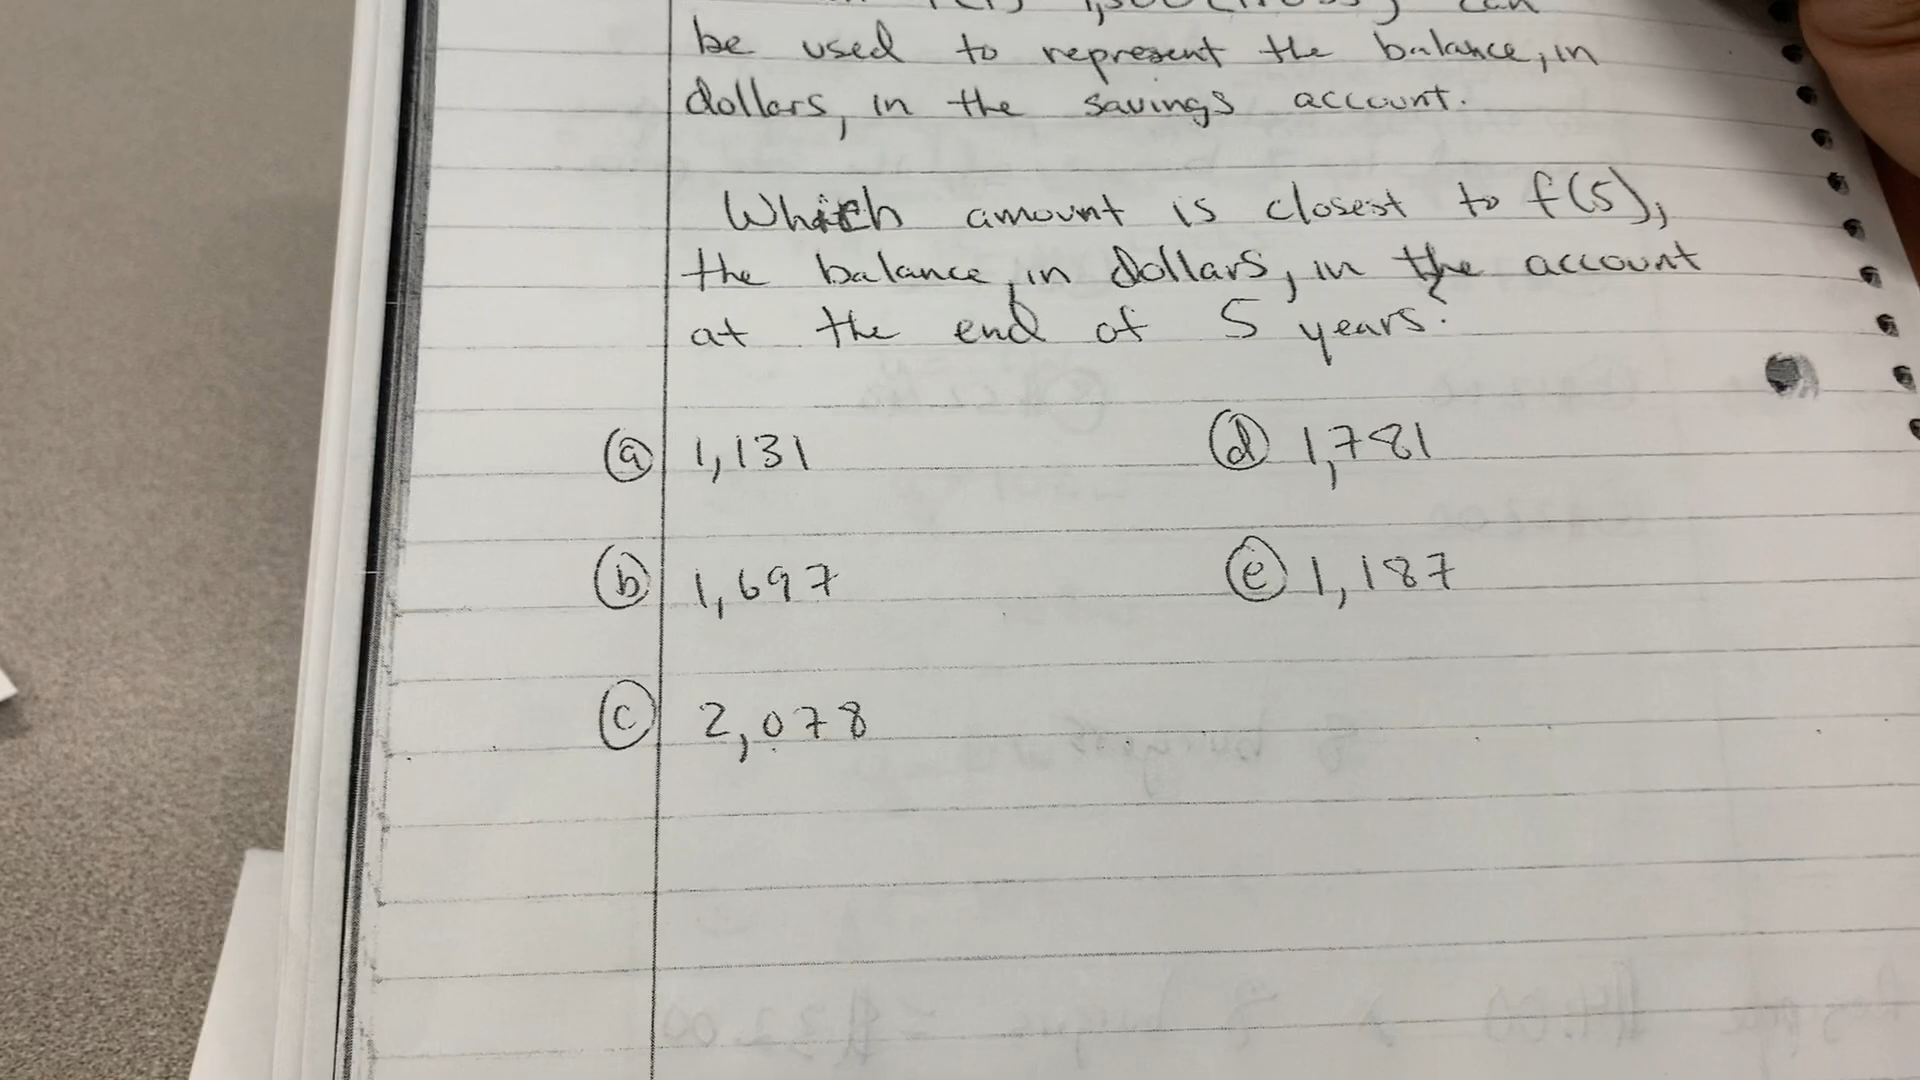 can
be used to represent the balance, in
dollars, in the savings account.
Which amount is closest to f(5),
the balance, in dollars, in the account
at the end of 5 years?
(a) 1,131
(d) 1,781
(b) 1,697
(e) 1,187
(c) 2,078